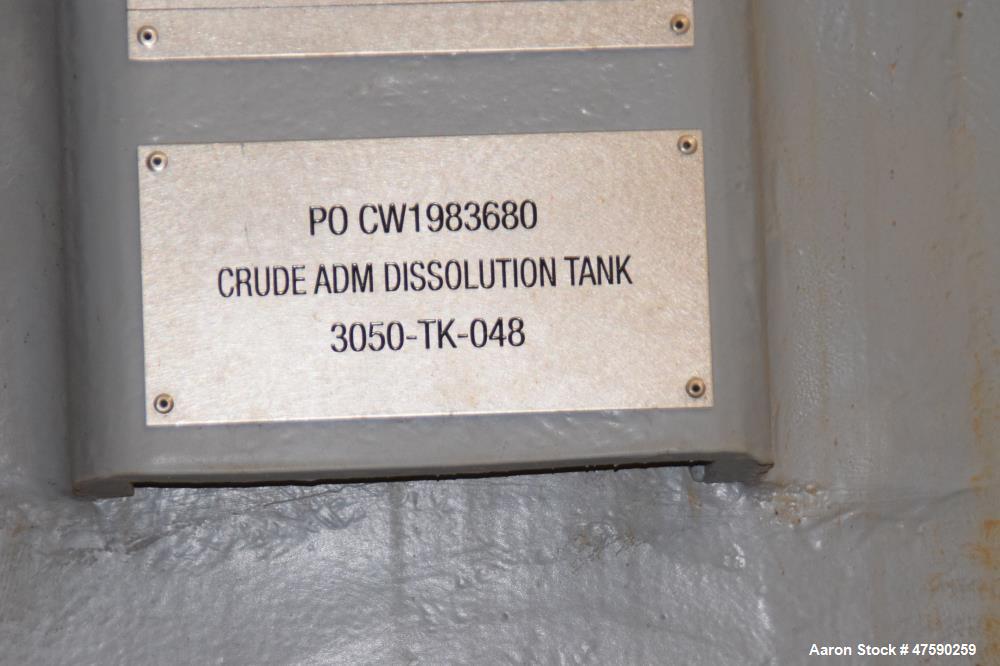 PO CW1983680
CRUDE ADM DISSOLUTION TANK
3050-TK-048
Aaron Stock # 47590259